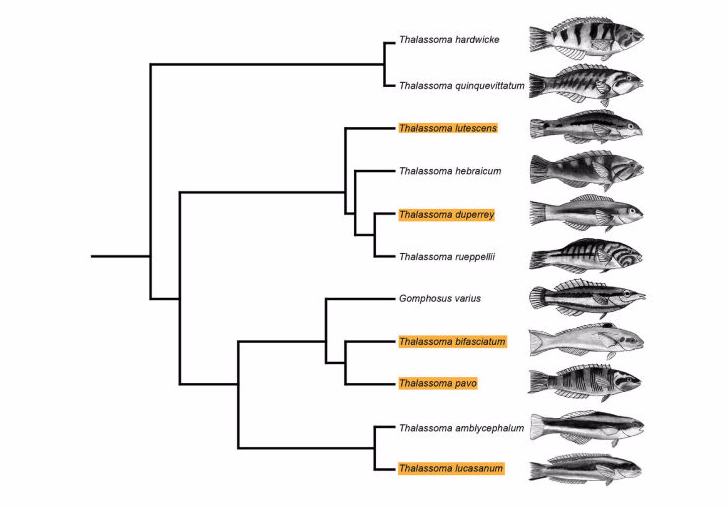 Thalassoma hardwicke
Thalassoma quinquevittatum
Thalassoma lutescens
Thalassoma hebraicum
Thalassoma duperrey
Thalassoma rueppellii
Gomphosus varius
Thalassoma bifasciatum
Thalassoma pavo
Thalassoma amblycephalum
Thalassoma lucasanum